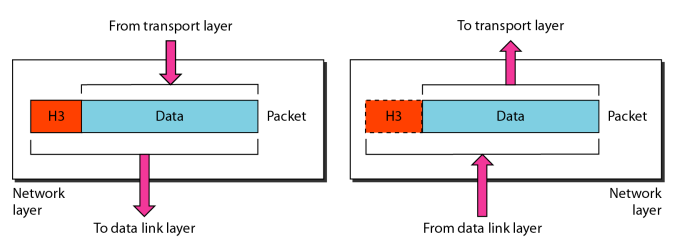 From transport layer
H3
Data
Packet
Network
layer
To data link layer
To transport layer
H3
Data
Packet
Network
layer
From data link layer